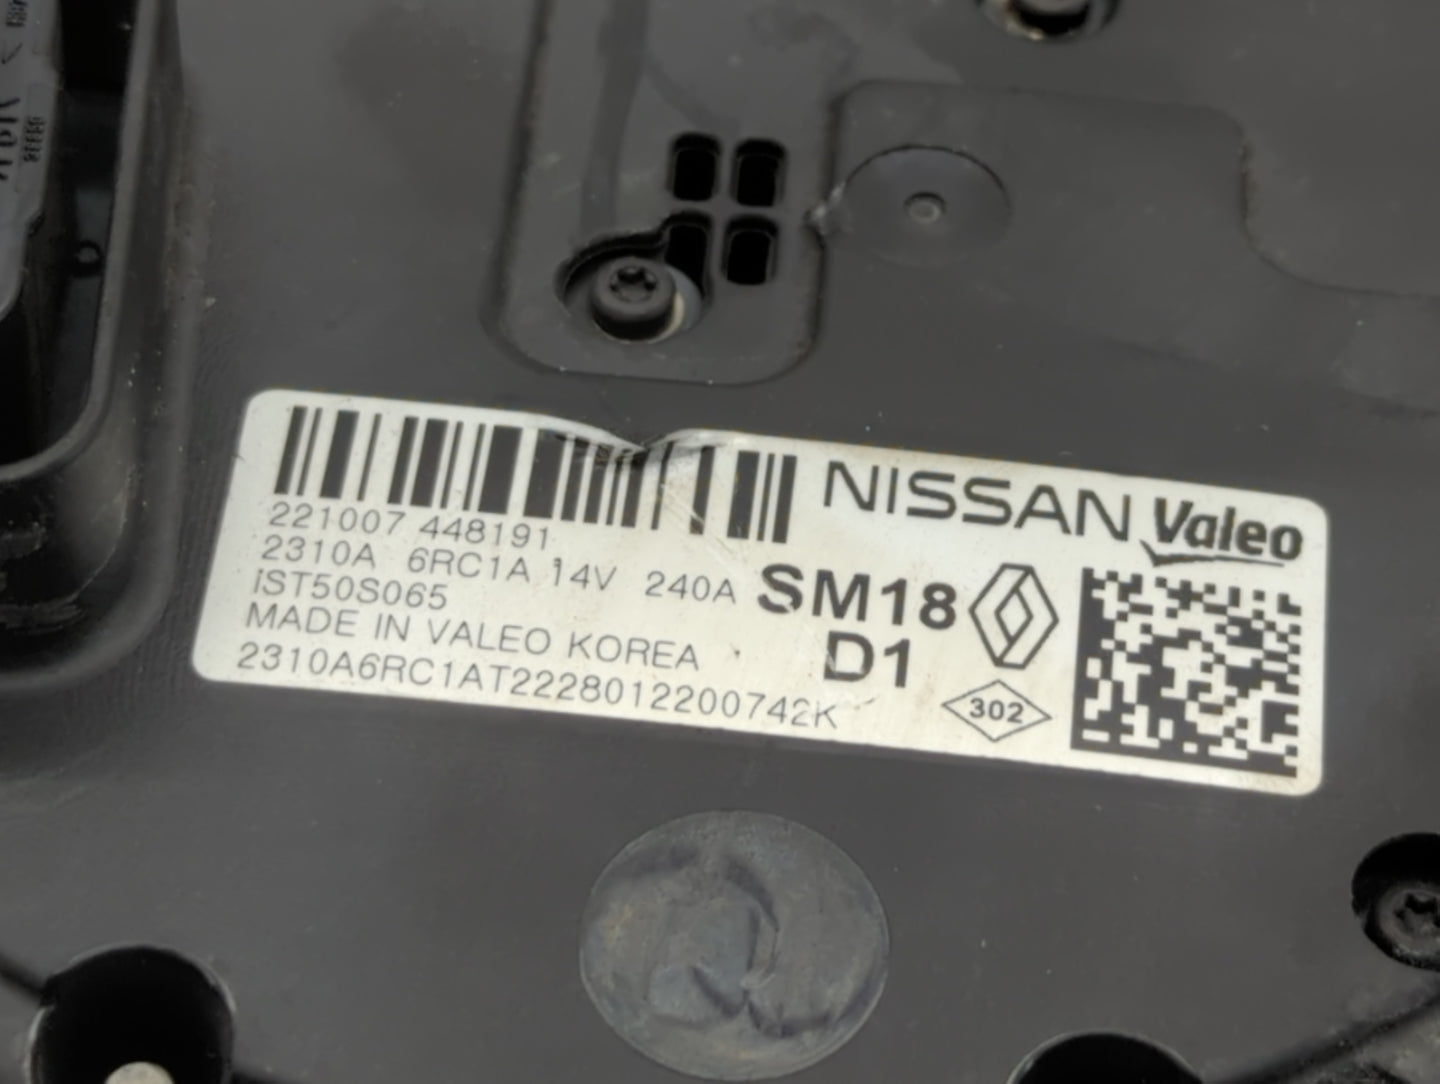 NISSAN Valeo
221007 448191
2310A 6RC1A 14V 240A SM18
IST50S065
D1
MADE IN VALEO KOREA
302
2310A6RC1AT2228012200742K